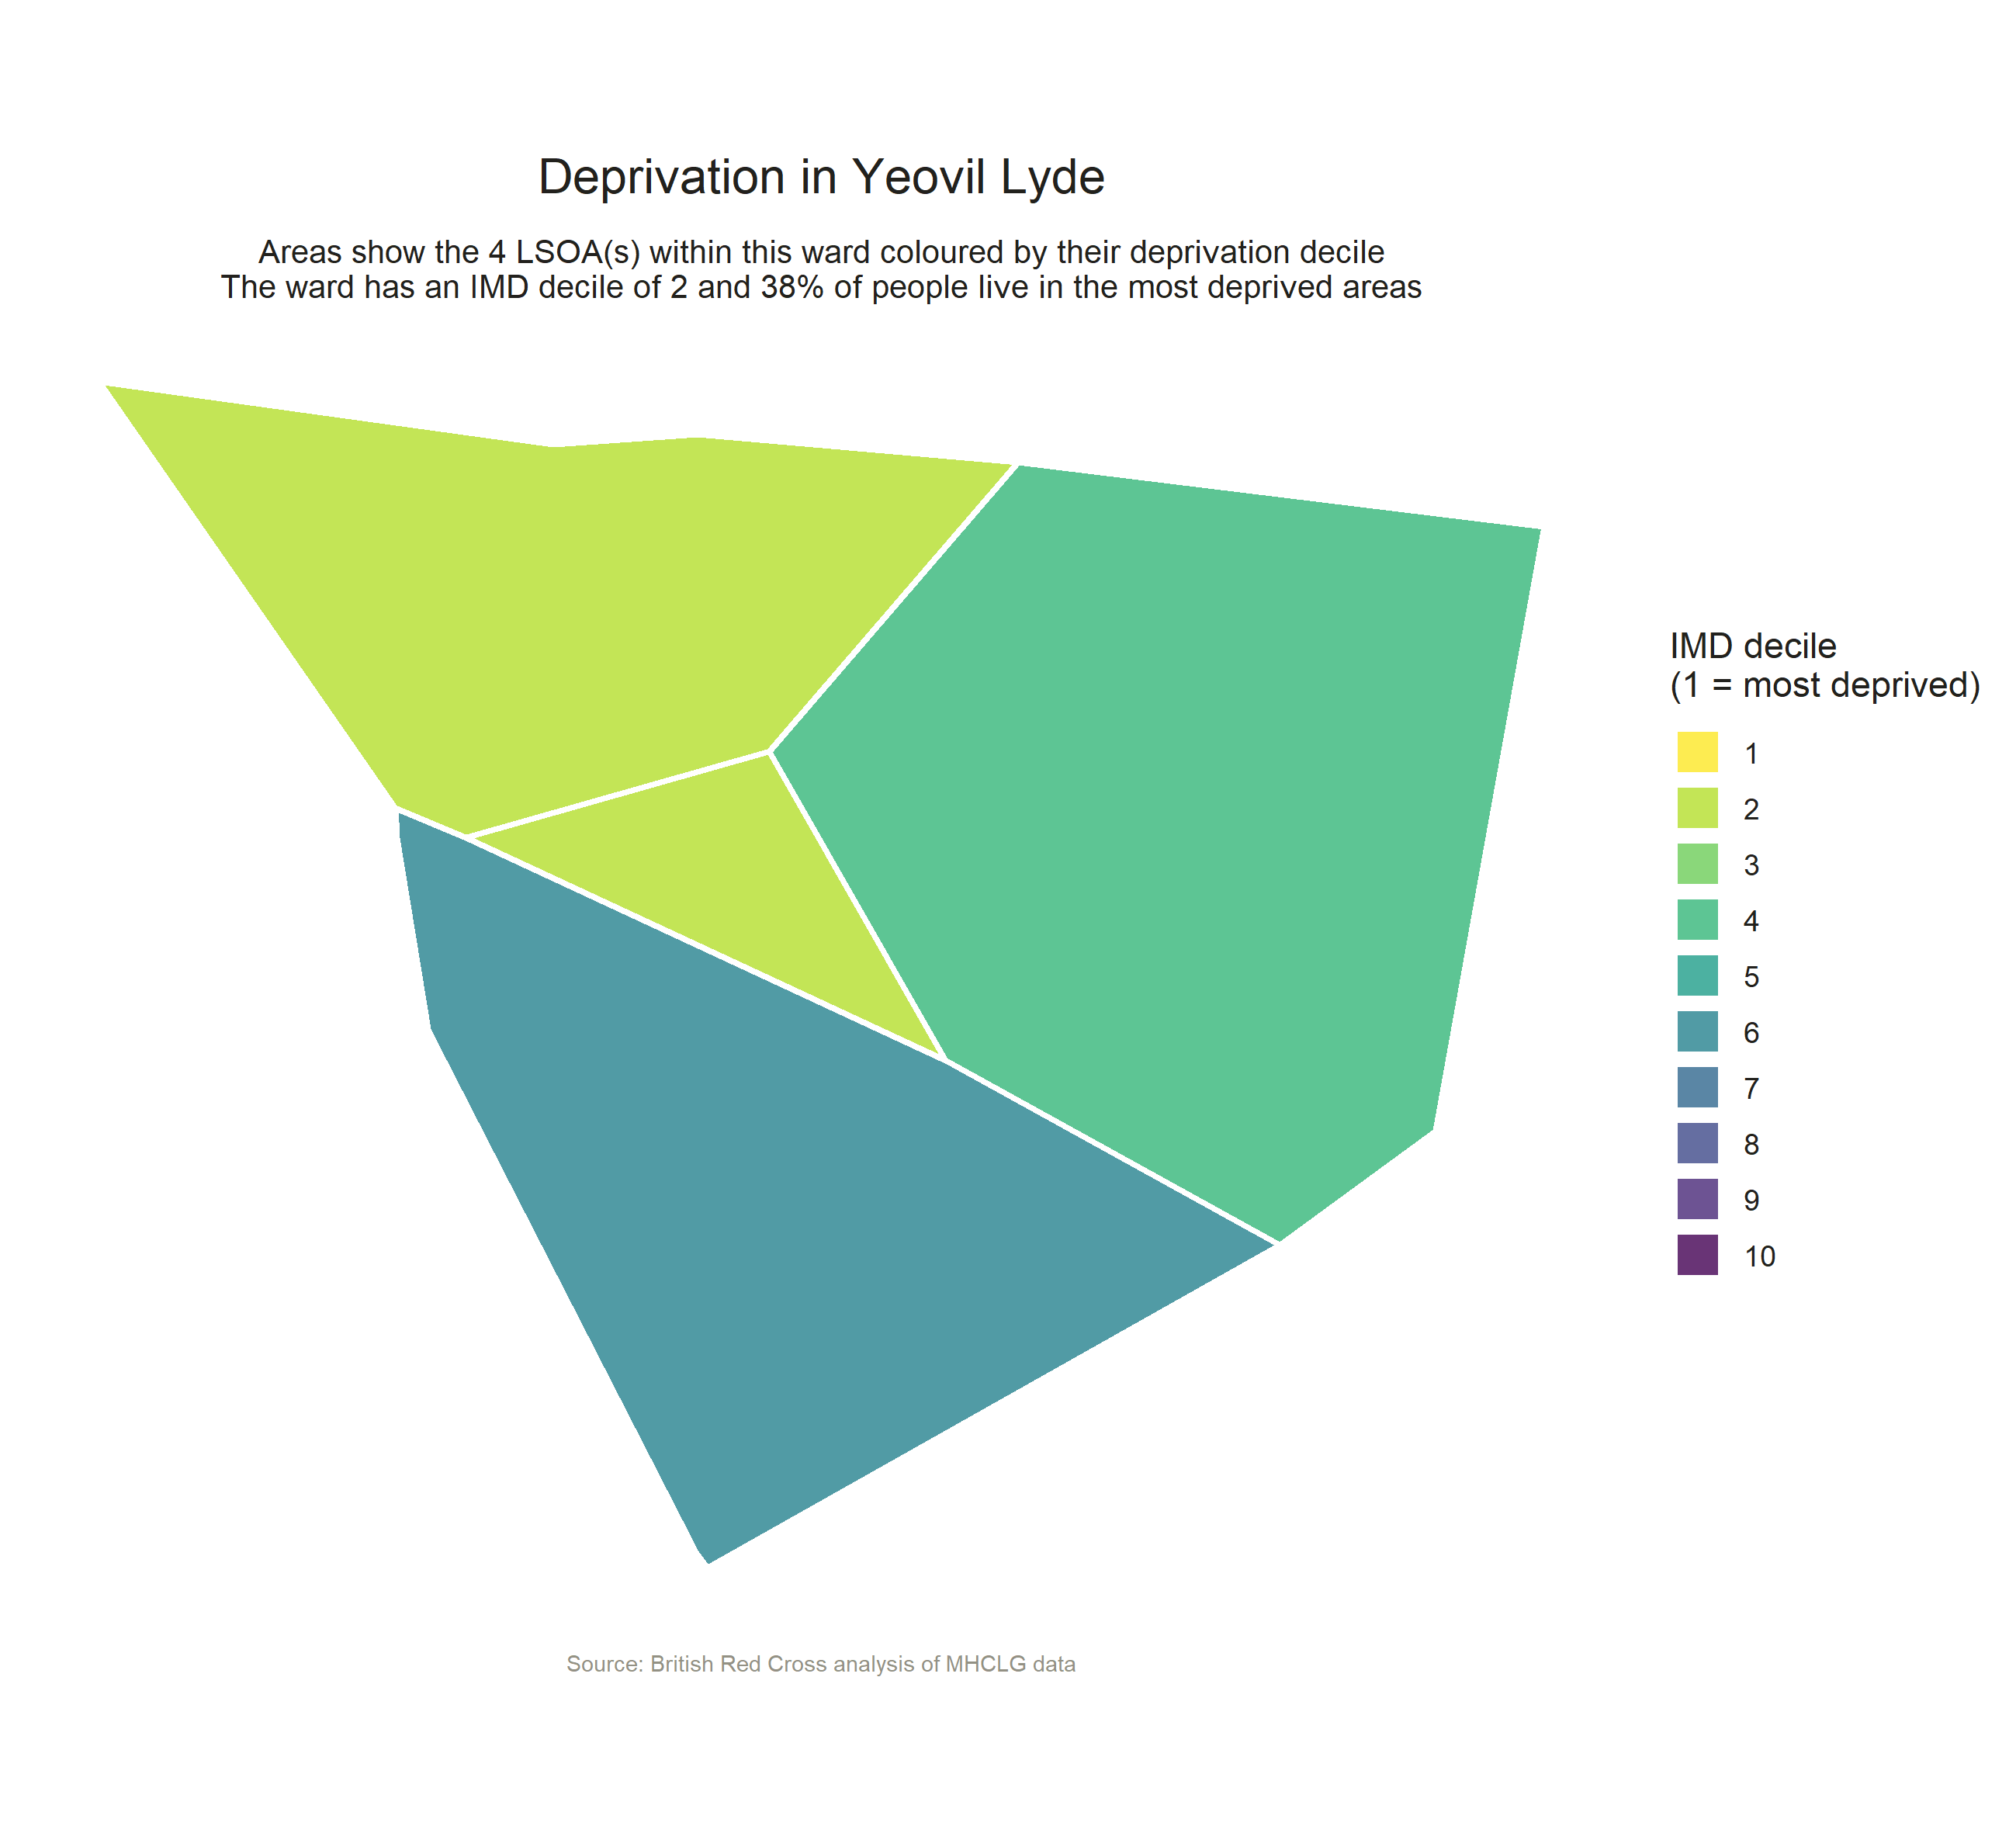 Deprivation in Yeovil Lyde
Areas show the 4 LSOA(s) within this ward coloured by their deprivation decile
The ward has an IMD decile of 2 and 38% of people live in the most deprived areas
IMD decile
(1 = most deprived)
1
2
3
4
5
6
7
8
9
10
Source: British Red Cross analysis of MHCLG data